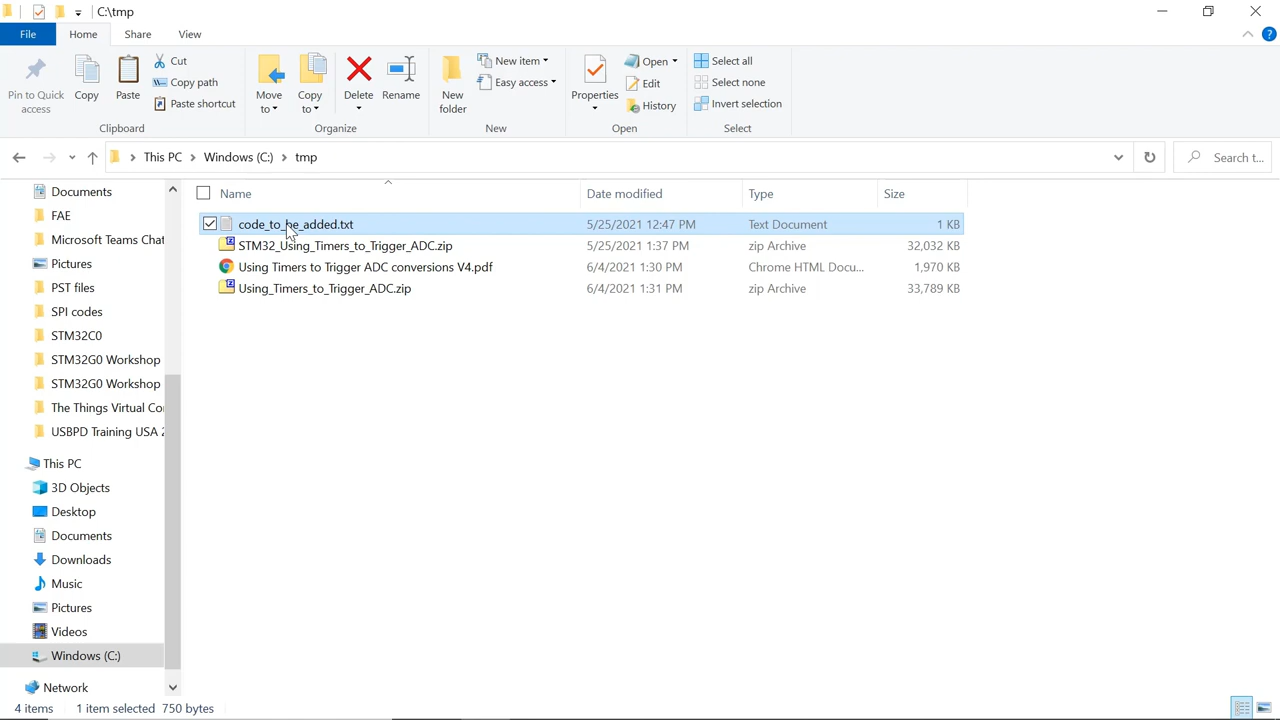 C:\tmp
File Home Share View
Pin to Quick access
Copy
Paste
Cut
Copy path
Paste shortcut
Clipboard
Move to
Copy to
Delete
Rename
Organize
New folder
New item
Easy access
New
Properties
Open
Edit
History
Open
Select all
Select none
Invert selection
Select
This PC Windows (C:) tmp
Search t...
Name Date modified Type Size
code_to_be_added.txt 5/25/2021 12:47 PM Text Document 1 KB
STM32_Using_Timers_to_Trigger_ADC.zip 5/25/2021 1:37 PM zip Archive 32,032 KB
Using Timers to Trigger ADC conversions V4.pdf 6/4/2021 1:30 PM Chrome HTML Docu... 1,970 KB
Using_Timers_to_Trigger_ADC.zip 6/4/2021 1:31 PM zip Archive 33,789 KB
Documents
FAE
Microsoft Teams Chat
Pictures
PST files
SPI codes
STM32C0
STM32G0 Workshop
STM32G0 Workshop
The Things Virtual Co
USBPD Training USA 2
This PC
3D Objects
Desktop
Documents
Downloads
Music
Pictures
Videos
Windows (C:)
Network
4 items 1 item selected 750 bytes